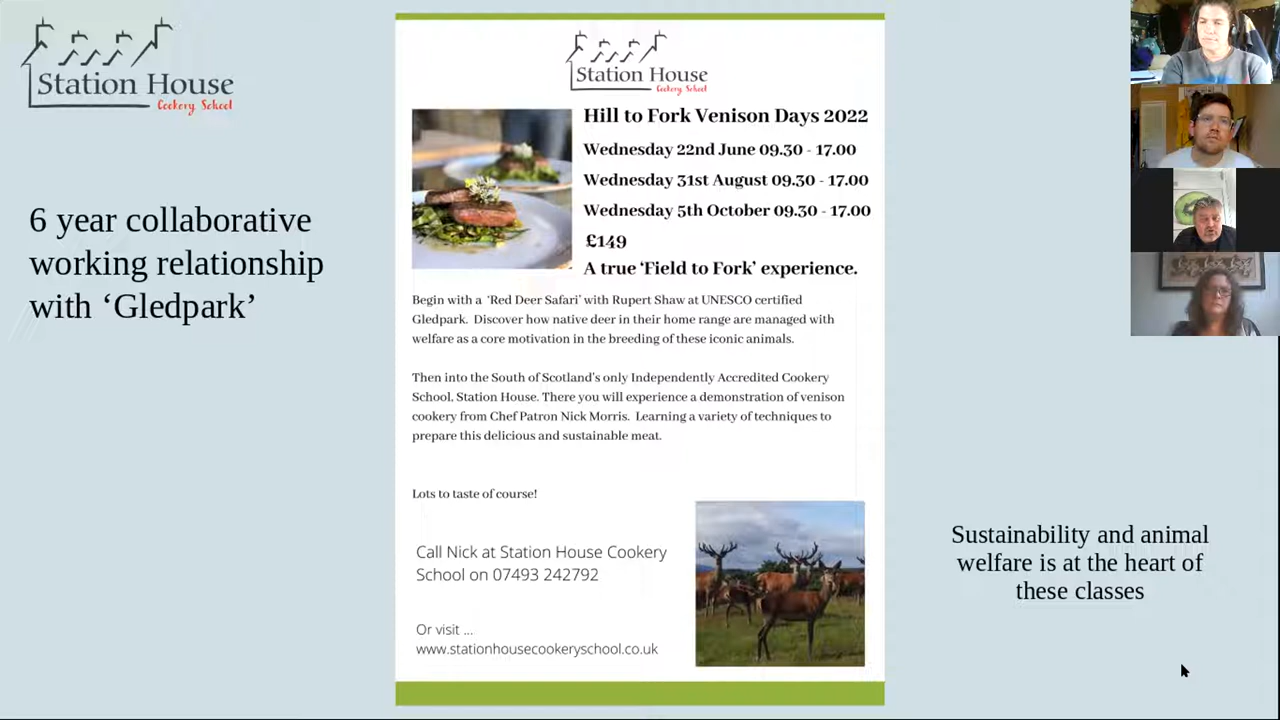 Station House
Cookery School
6 year collaborative
working relationship
with ‘Gledpark’
Station House
Cookery School
Hill to Fork Venison Days 2022
Wednesday 22nd June 09.30 - 17.00
Wednesday 31st August 09.30 - 17.00
Wednesday 5th October 09.30 - 17.00
£149
A true ‘Field to Fork’ experience.
Begin with a ‘Red Deer Safari’ with Rupert Shaw at UNESCO certified
Gledpark. Discover how native deer in their home range are managed with
welfare as a core motivation in the breeding of these iconic animals.
Then into the South of Scotland’s only Independently Accredited Cookery
School, Station House. There you will experience a demonstration of venison
cookery from Chef Patron Nick Morris. Learning a variety of techniques to
prepare this delicious and sustainable meat.
Lots to taste of course!
Call Nick at Station House Cookery
School on 07493 242792
Or visit ...
www.stationhousecookeryschool.co.uk
Sustainability and animal
welfare is at the heart of
these classes